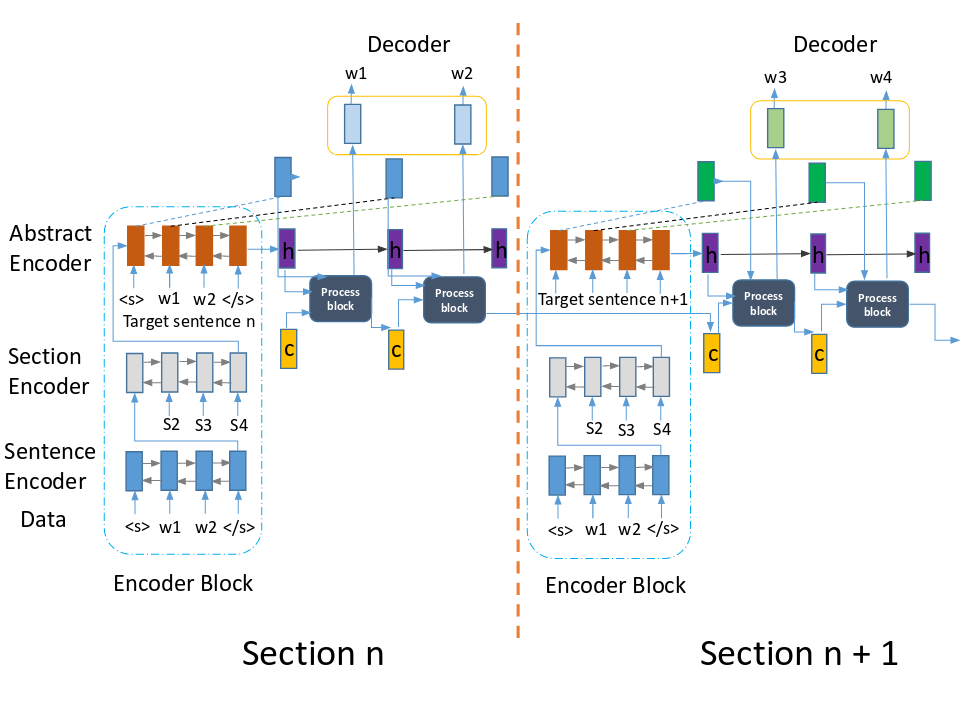 Decoder
Decoder
w1
w2
w3
w4
Abstract
Encoder
h
h
h
h
h
h
<s>
w1
w2
</s>
Target sentence n
Target sentence n+1
Process
block
Process
block
Process
block
Process
block
c
c
c
c
Section
Encoder
S2
S3
S4
S2
S3
S4
Sentence
Encoder
Data
<s>
w1
w2
</s>
<s>
w1
w2
</s>
Encoder Block
Encoder Block
Section n
Section n + 1